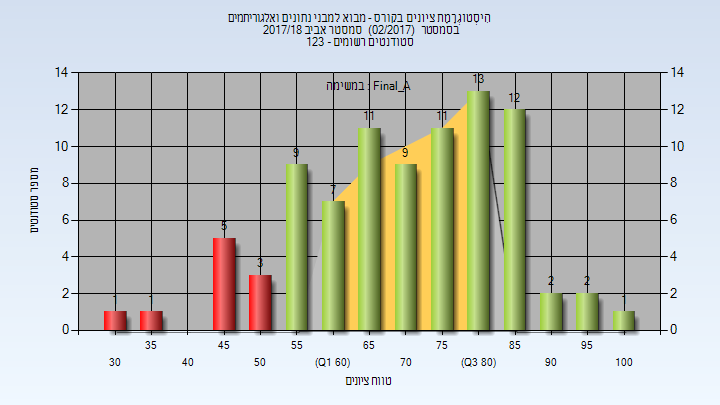 היסטוגרמת ציונים בקורס - מבוא למבני נתונים ואלגוריתמים
בסמסטר (02/2017) סמסטר אביב 2017/18
סטודנטים רשומים - 123
במשימה : Final_A
14 12 10 8 6 4 2 0
מספר סטודנטים
1 1 5 3 9 7 11 9 11 13 12 2 2 1
14 12 10 8 6 4 2 0
35 45 55 65 75 85 95
30 40 50 (Q1 60) 70 (Q3 80) 90 100
טווח ציונים